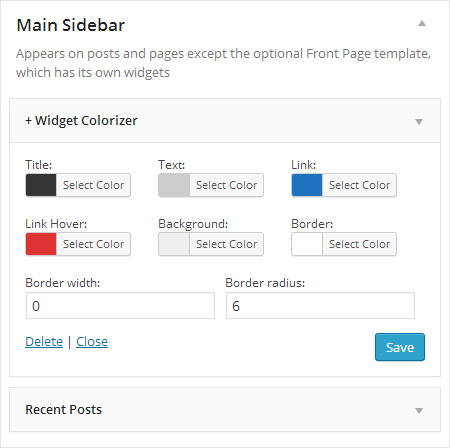 Main Sidebar
Appears on posts and pages except the optional Front Page template,
which has its own widgets
+ Widget Colorizer
Title: Text: Link:
Select Color Select Color Select Color
Link Hover: Background: Border:
Select Color Select Color Select Color
Border width: Border radius:
0 6
Delete | Close Save
Recent Posts